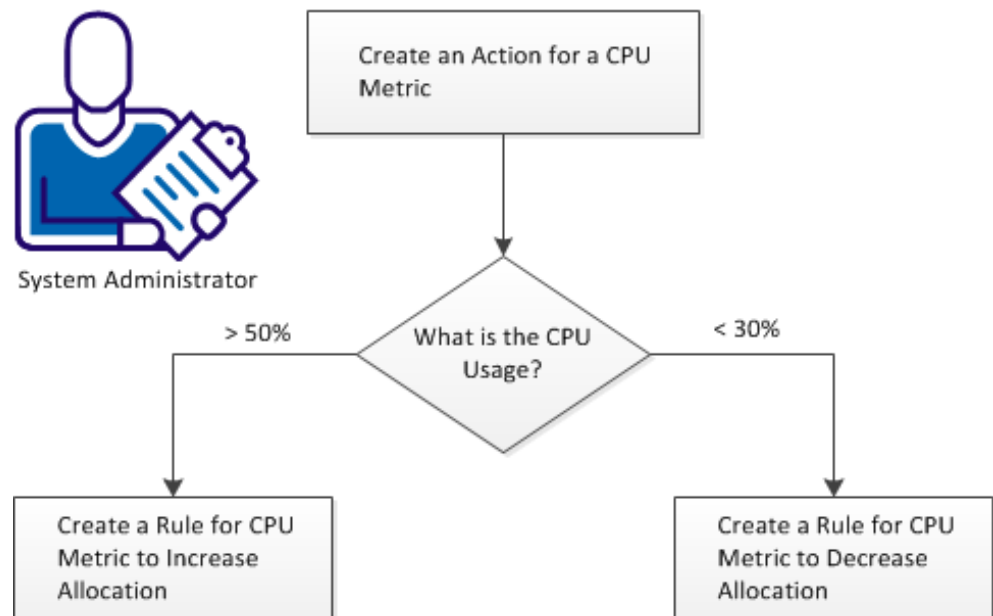 Create an Action for a CPU
Metric
System Administrator
What is the CPU
Usage?
> 50%
< 30%
Create a Rule for CPU
Metric to Increase
Allocation
Create a Rule for CPU
Metric to Decrease
Allocation